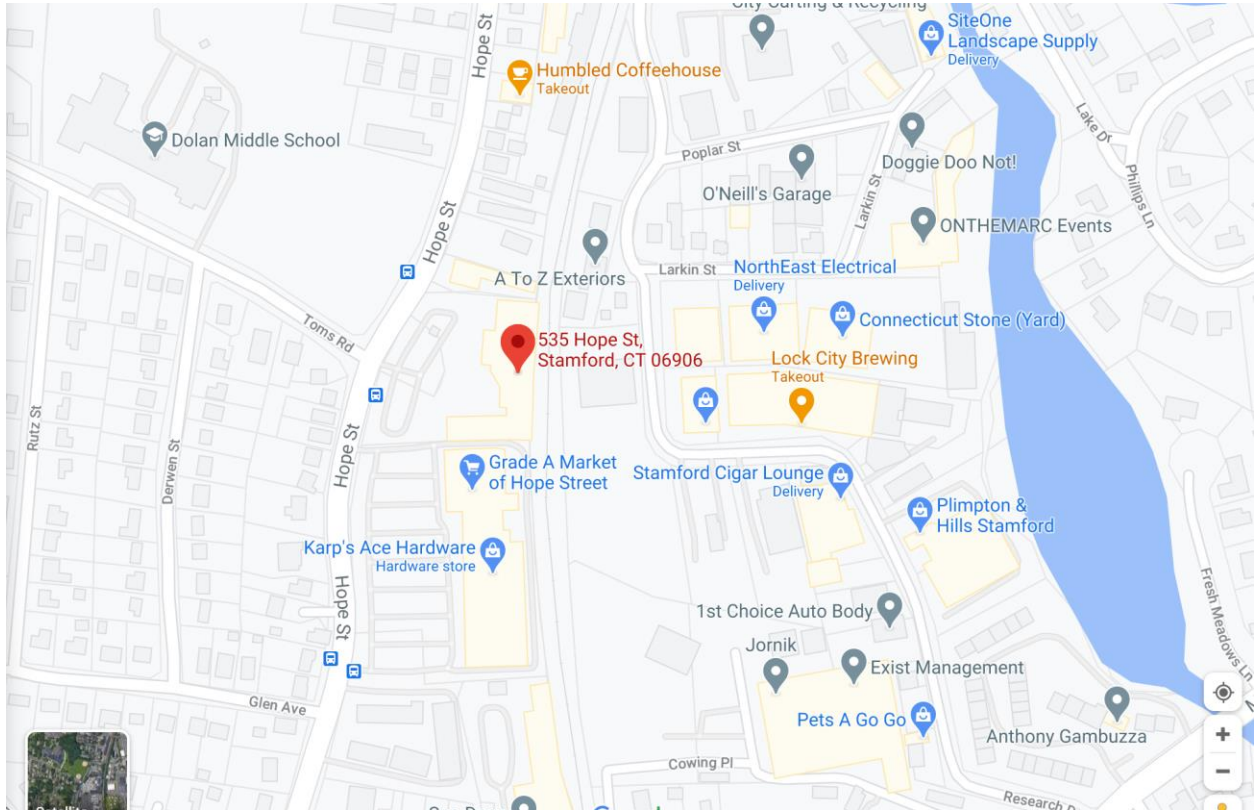 City Carting & Recycling
SiteOne
Landscape Supply
Delivery
Hope St
Humbled Coffeehouse
Takeout
Lake Dr
Dolan Middle School
Poplar St
Doggie Doo Not!
Phillips Ln
O'Neill's Garage
Larkin St
Hope St
ONTHEMARC Events
A To Z Exteriors
Larkin St
NorthEast Electrical
Delivery
Toms Rd
Connecticut Stone (Yard)
535 Hope St,
Stamford, CT 06906
Lock City Brewing
Takeout
Rutz St
Derwen St
Hope St
Grade A Market
of Hope Street
Stamford Cigar Lounge
Delivery
Plimpton &
Hills Stamford
Karp's Ace Hardware
Hardware store
Hope St
1st Choice Auto Body
Fresh Meadows Ln
Jornik
Exist Management
Glen Ave
Pets A Go Go
Anthony Gambuzza
Cowing Pl
Research